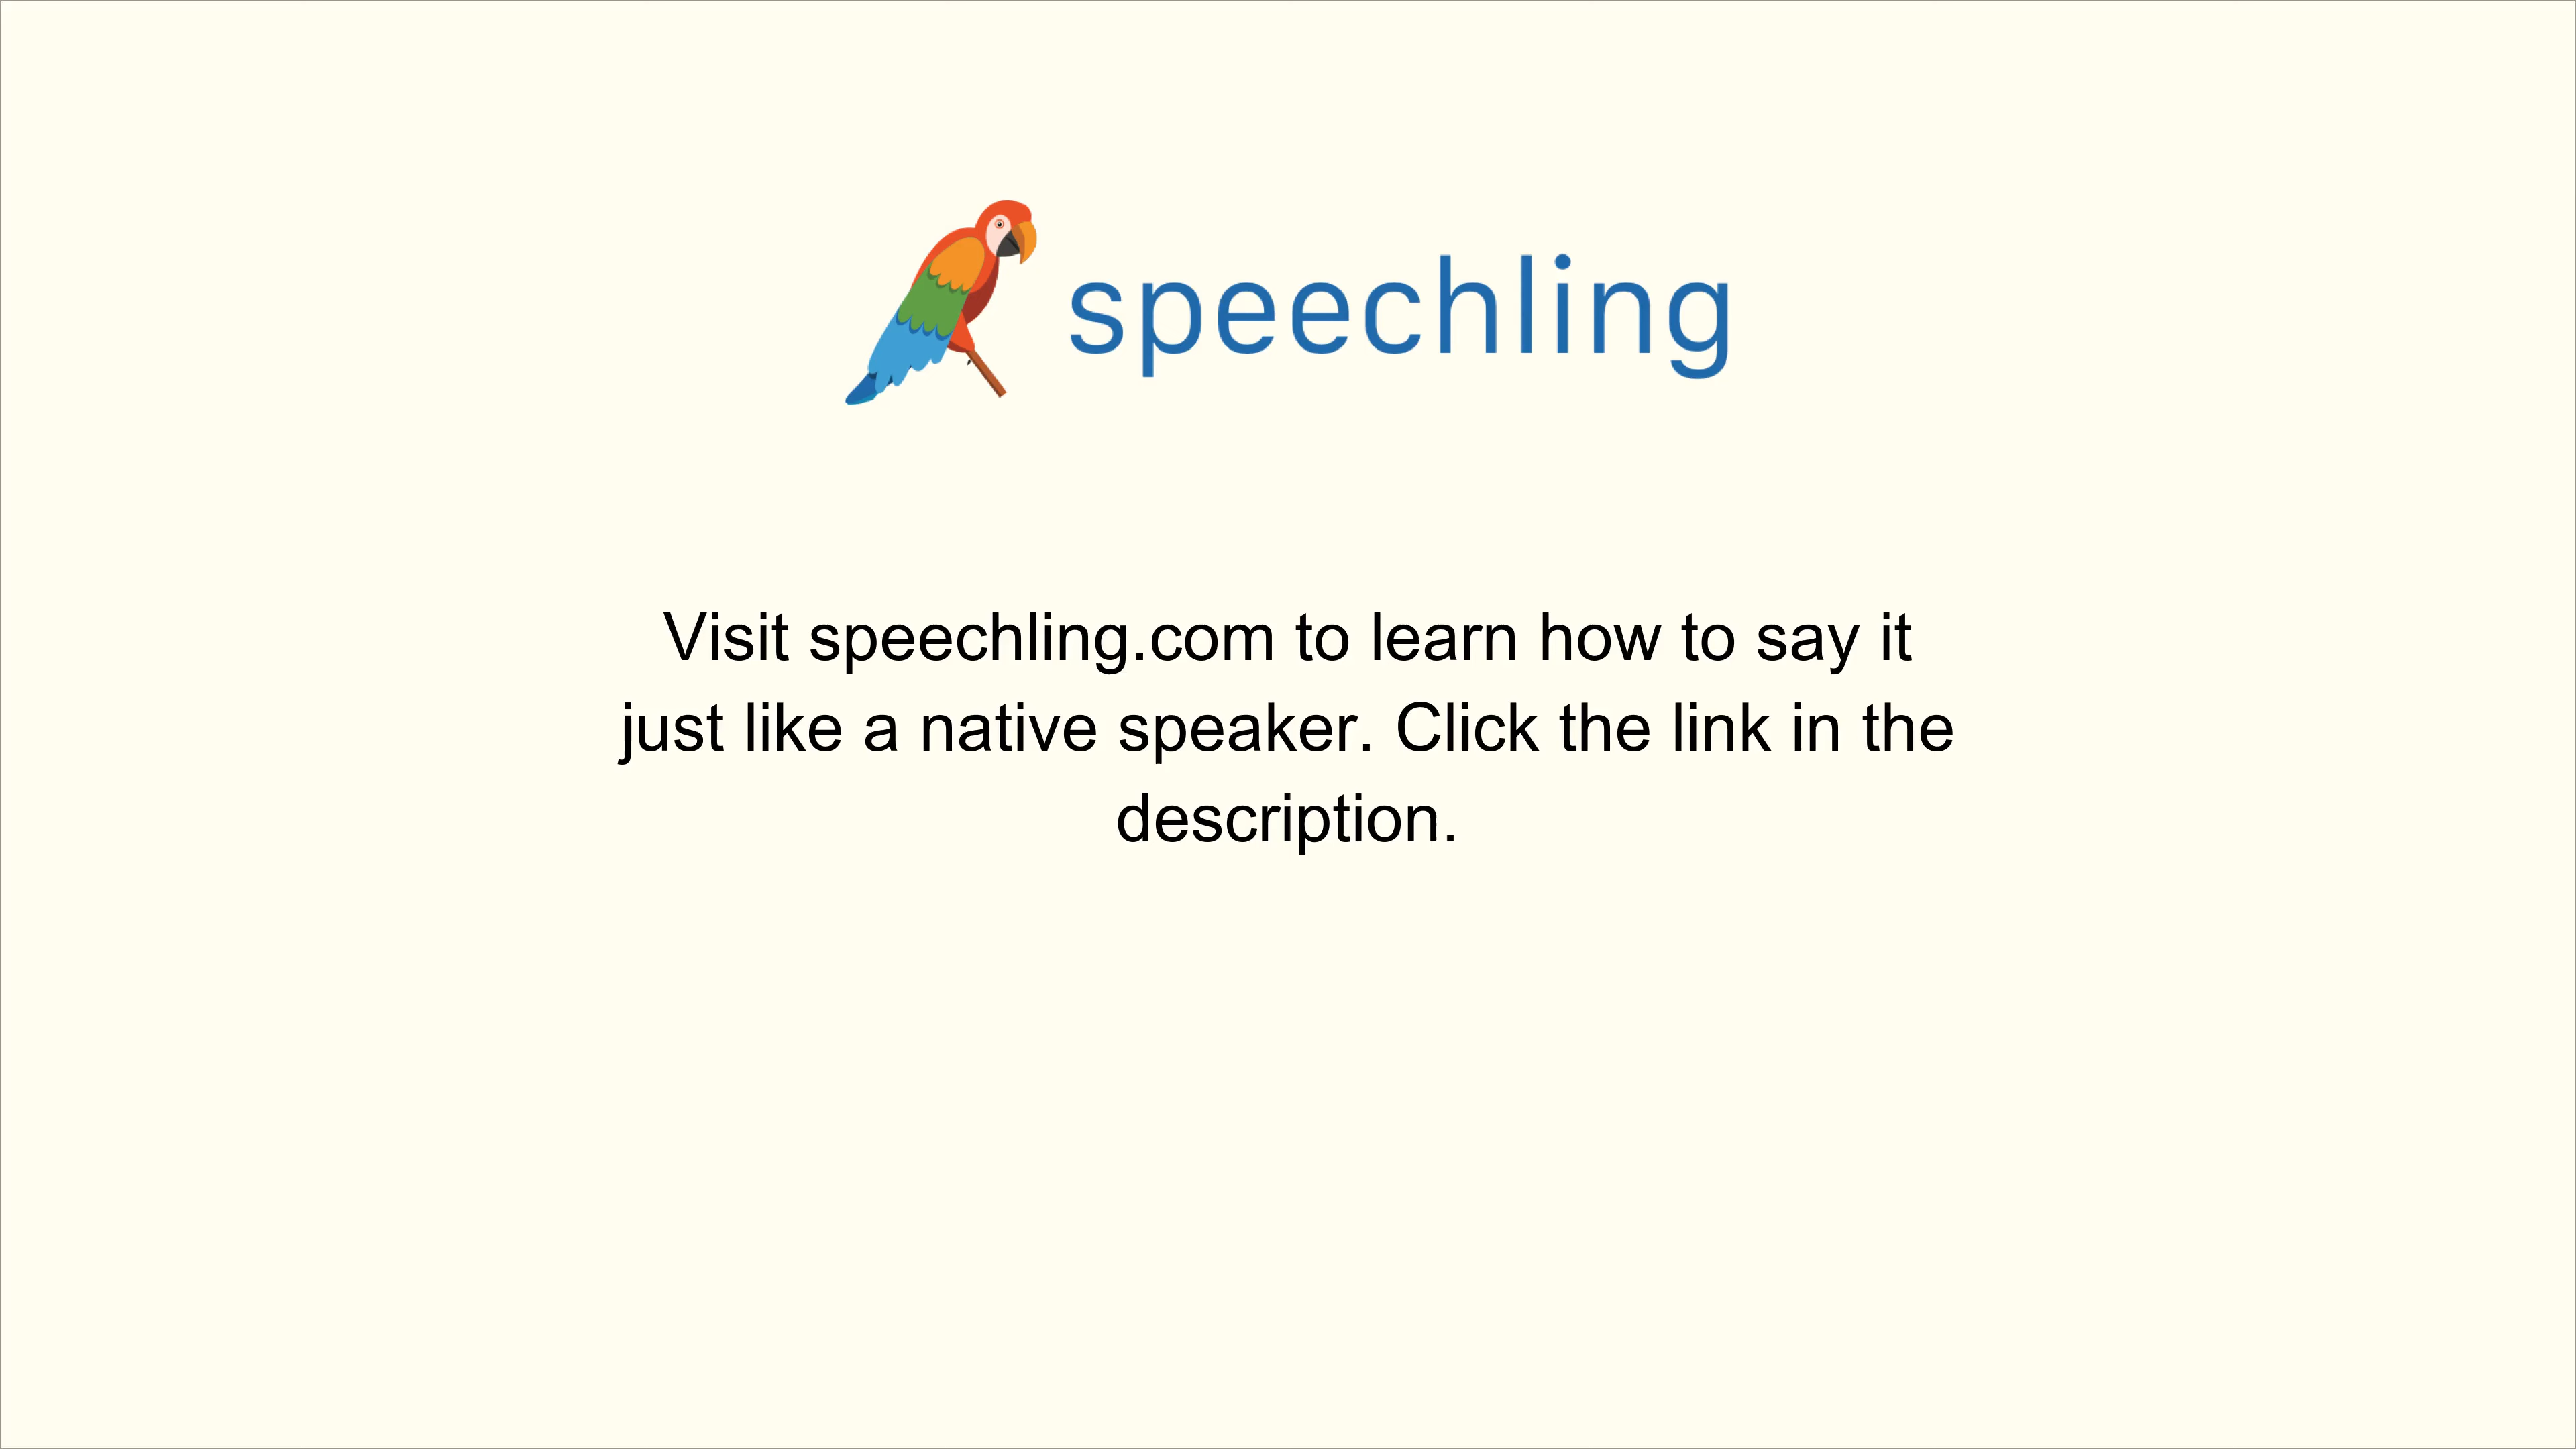 speechling
Visit speechling.com to learn how to say it
just like a native speaker. Click the link in the
description.